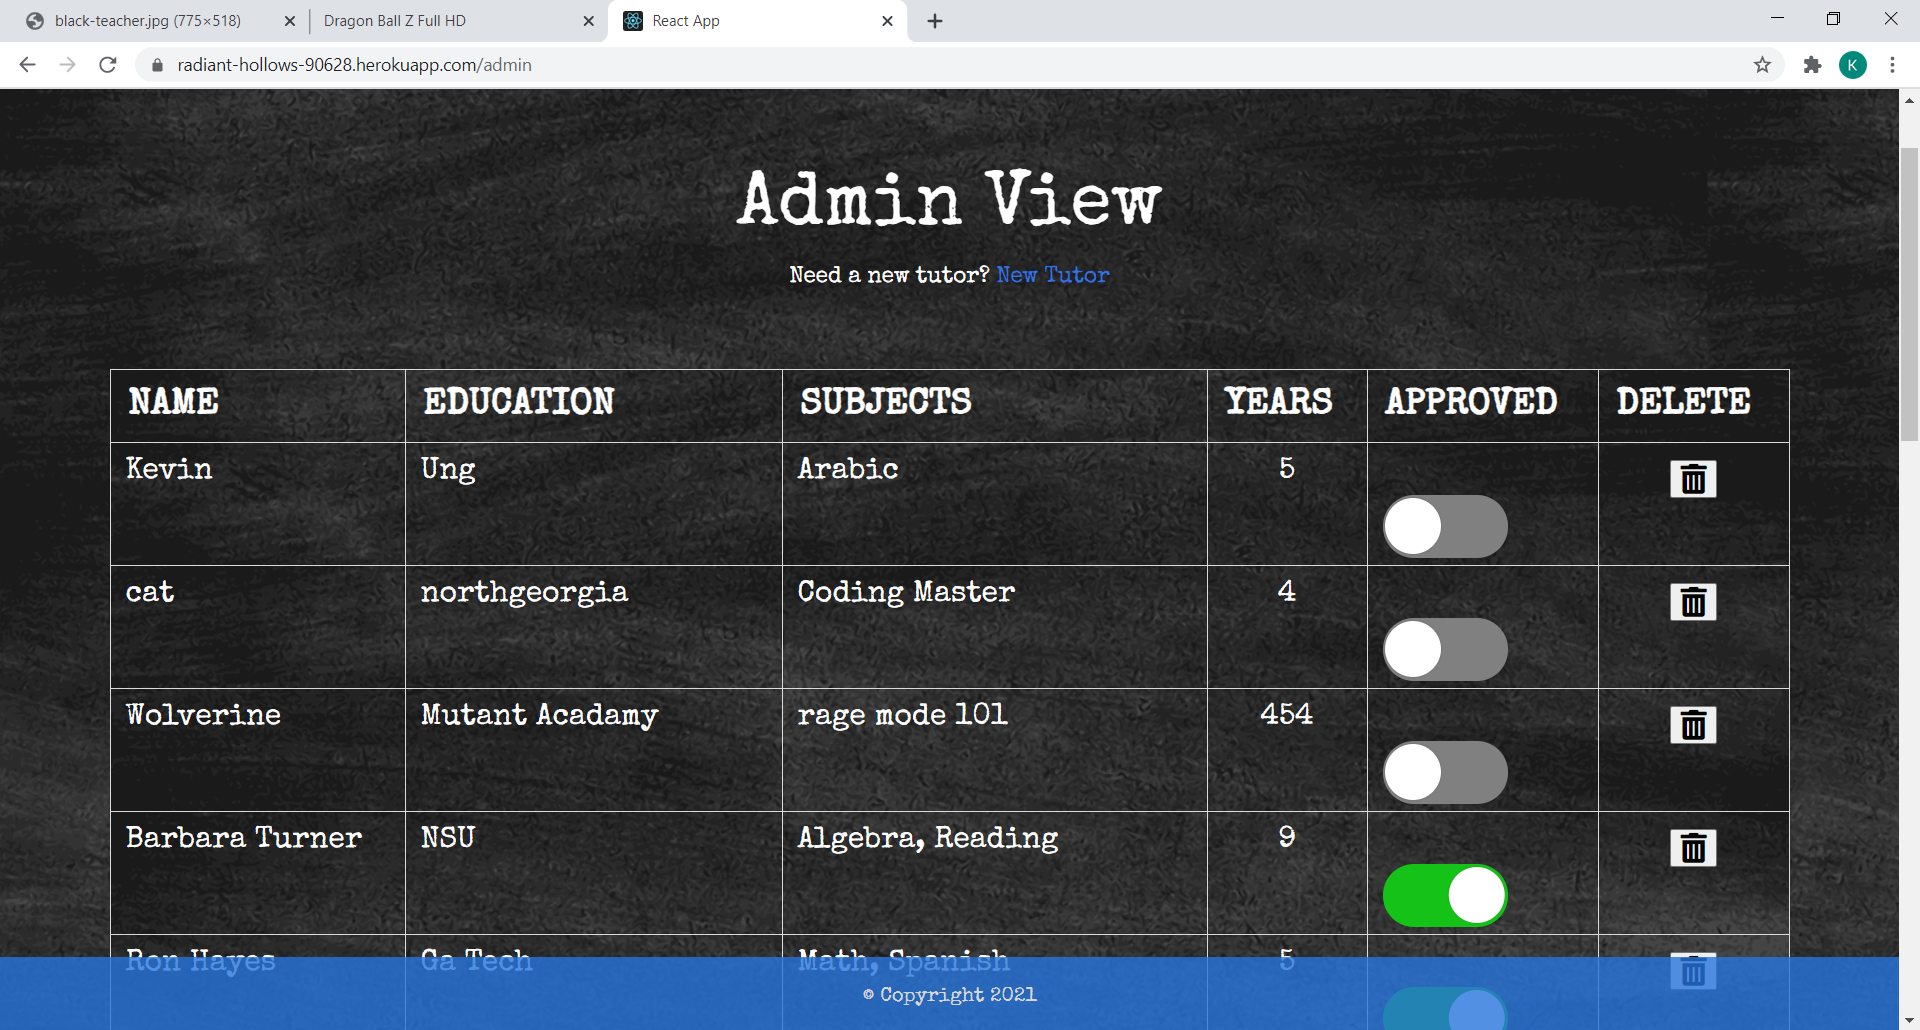 black-teacher.jpg (775×518)
Dragon Ball Z Full HD
React App
radiant-hollows-90628.herokuapp.com/admin
K
Admin View
Need a new tutor? New Tutor
NAME EDUCATION SUBJECTS YEARS APPROVED DELETE
Kevin Ung Arabic 5
cat northgeorgia Coding Master 4
Wolverine Mutant Acadamy rage mode 101 454
Barbara Turner NSU Algebra, Reading 9
Ron Hayes Ga Tech Math, Spanish 5
© Copyright 2021